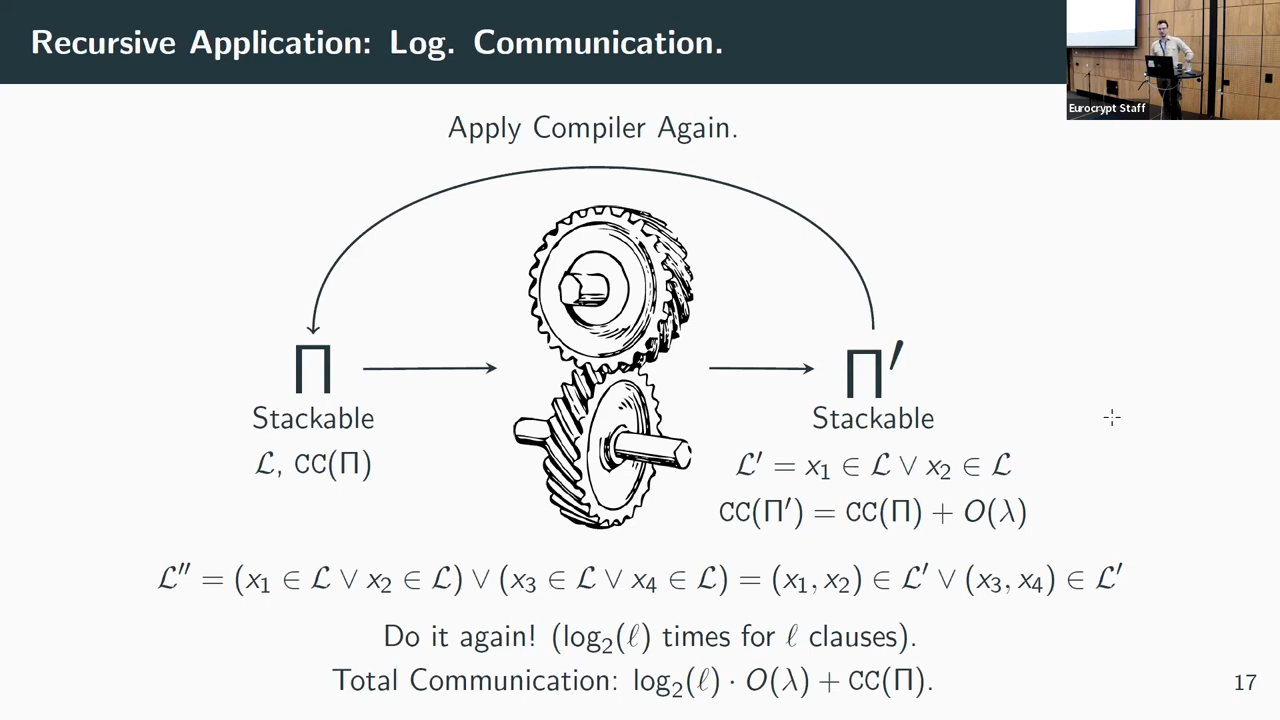 Recursive Application: Log. Communication.
Eurocrypt Staff
Apply Compiler Again.
Π
Π′
Stackable
Stackable
ℒ, CC(Π)
ℒ′ = x₁ ∈ ℒ ∨ x₂ ∈ ℒ
CC(Π′) = CC(Π) + O(λ)
ℒ″ = (x₁ ∈ ℒ ∨ x₂ ∈ ℒ) ∨ (x₃ ∈ ℒ ∨ x₄ ∈ ℒ) = (x₁, x₂) ∈ ℒ′ ∨ (x₃, x₄) ∈ ℒ′
Do it again! (log₂(ℓ) times for ℓ clauses).
Total Communication: log₂(ℓ) · O(λ) + CC(Π).
17